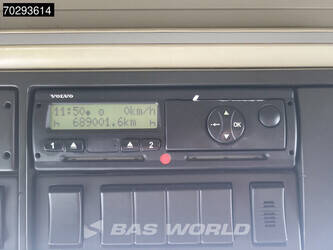 70293614
VOLVO
11:50 0km/h
h 689001.6km h
1 ▲ ▲ 2
OK
BAS WORLD